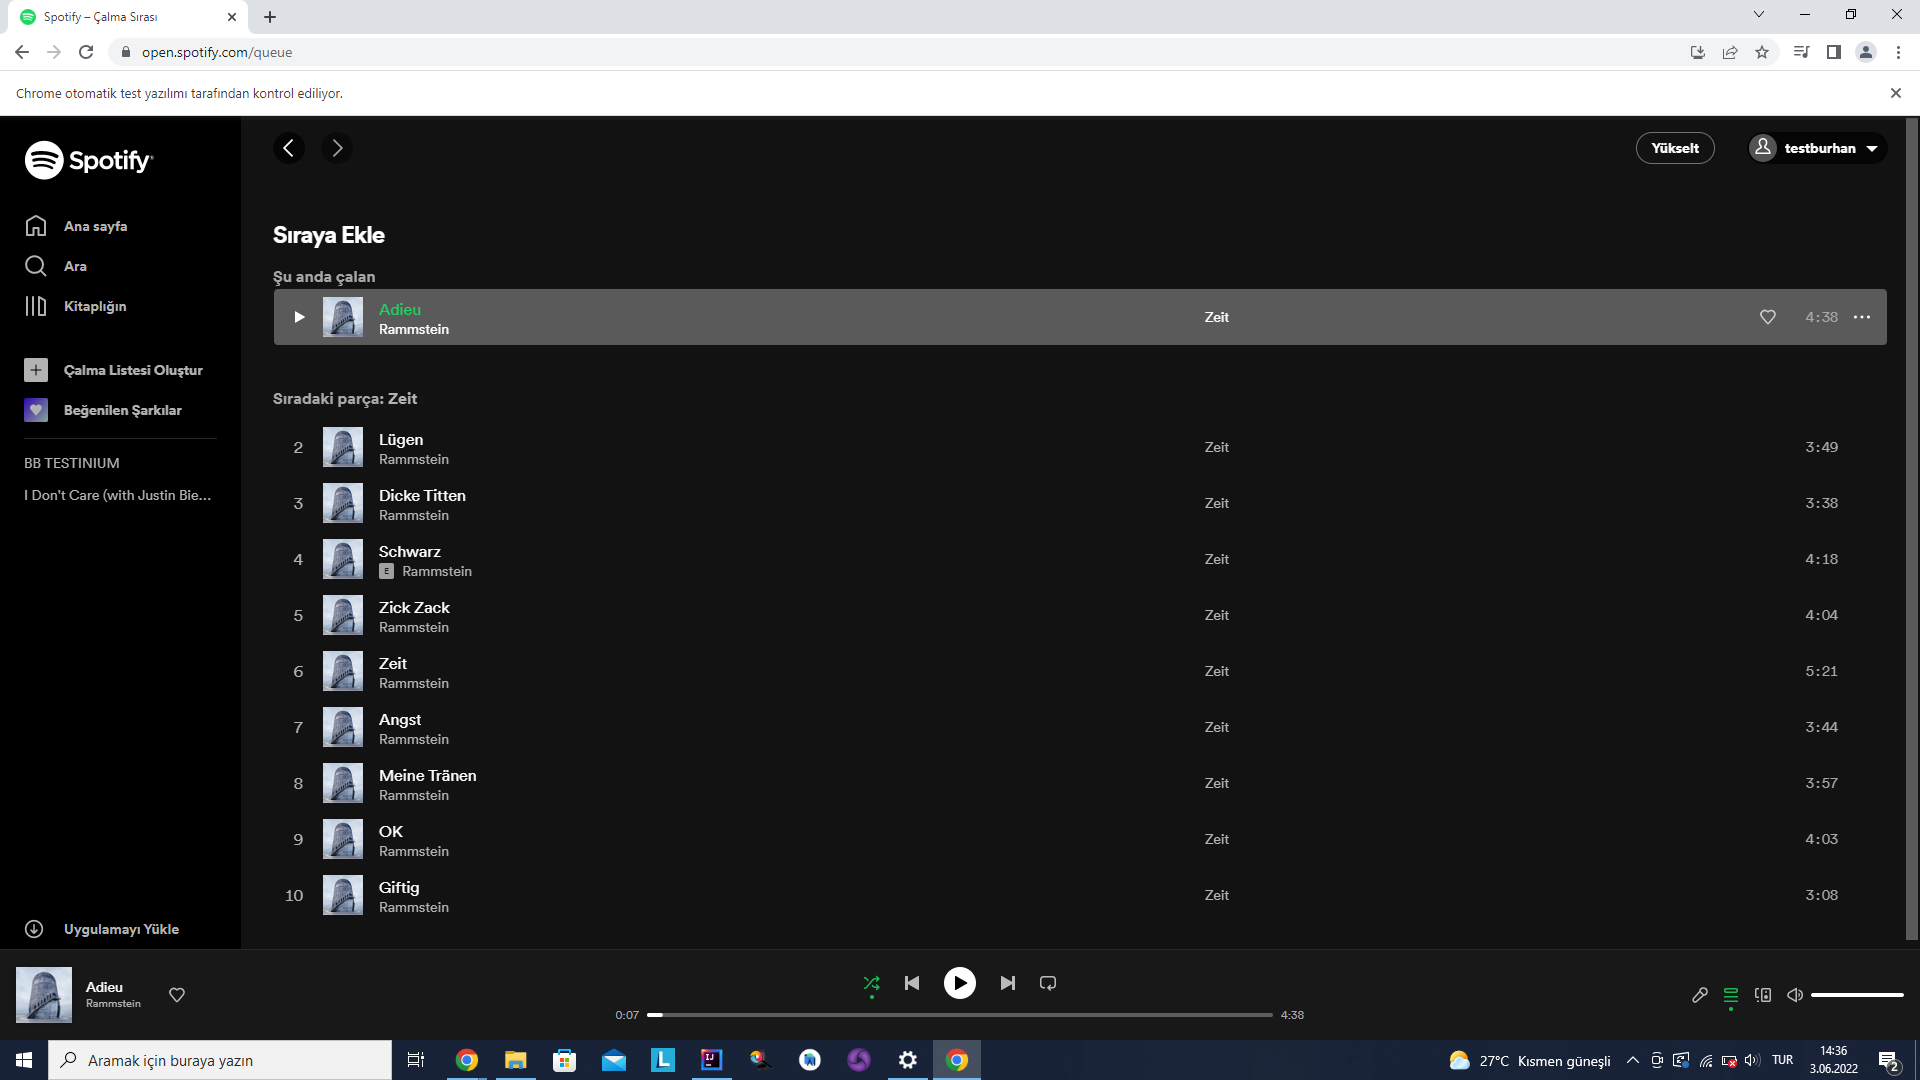 Spotify – Çalma Sırası
open.spotify.com/queue
Chrome otomatik test yazılımı tarafından kontrol ediliyor.
Spotify
Ana sayfa
Ara
Kitaplığın
Çalma Listesi Oluştur
Beğenilen Şarkılar
BB TESTINIUM
I Don't Care (with Justin Bie...
Uygulamayı Yükle
Yükselt
testburhan
Sıraya Ekle
Şu anda çalan
Adieu
Rammstein
Zeit
4:38
Sıradaki parça: Zeit
2 Lügen Zeit 3:49
Rammstein
3 Dicke Titten Zeit 3:38
Rammstein
4 Schwarz Zeit 4:18
E Rammstein
5 Zick Zack Zeit 4:04
Rammstein
6 Zeit Zeit 5:21
Rammstein
7 Angst Zeit 3:44
Rammstein
8 Meine Tränen Zeit 3:57
Rammstein
9 OK Zeit 4:03
Rammstein
10 Giftig Zeit 3:08
Rammstein
Adieu
Rammstein
0:07 4:38
Aramak için buraya yazın
27°C Kısmen güneşli
TUR
14:36
3.06.2022
2